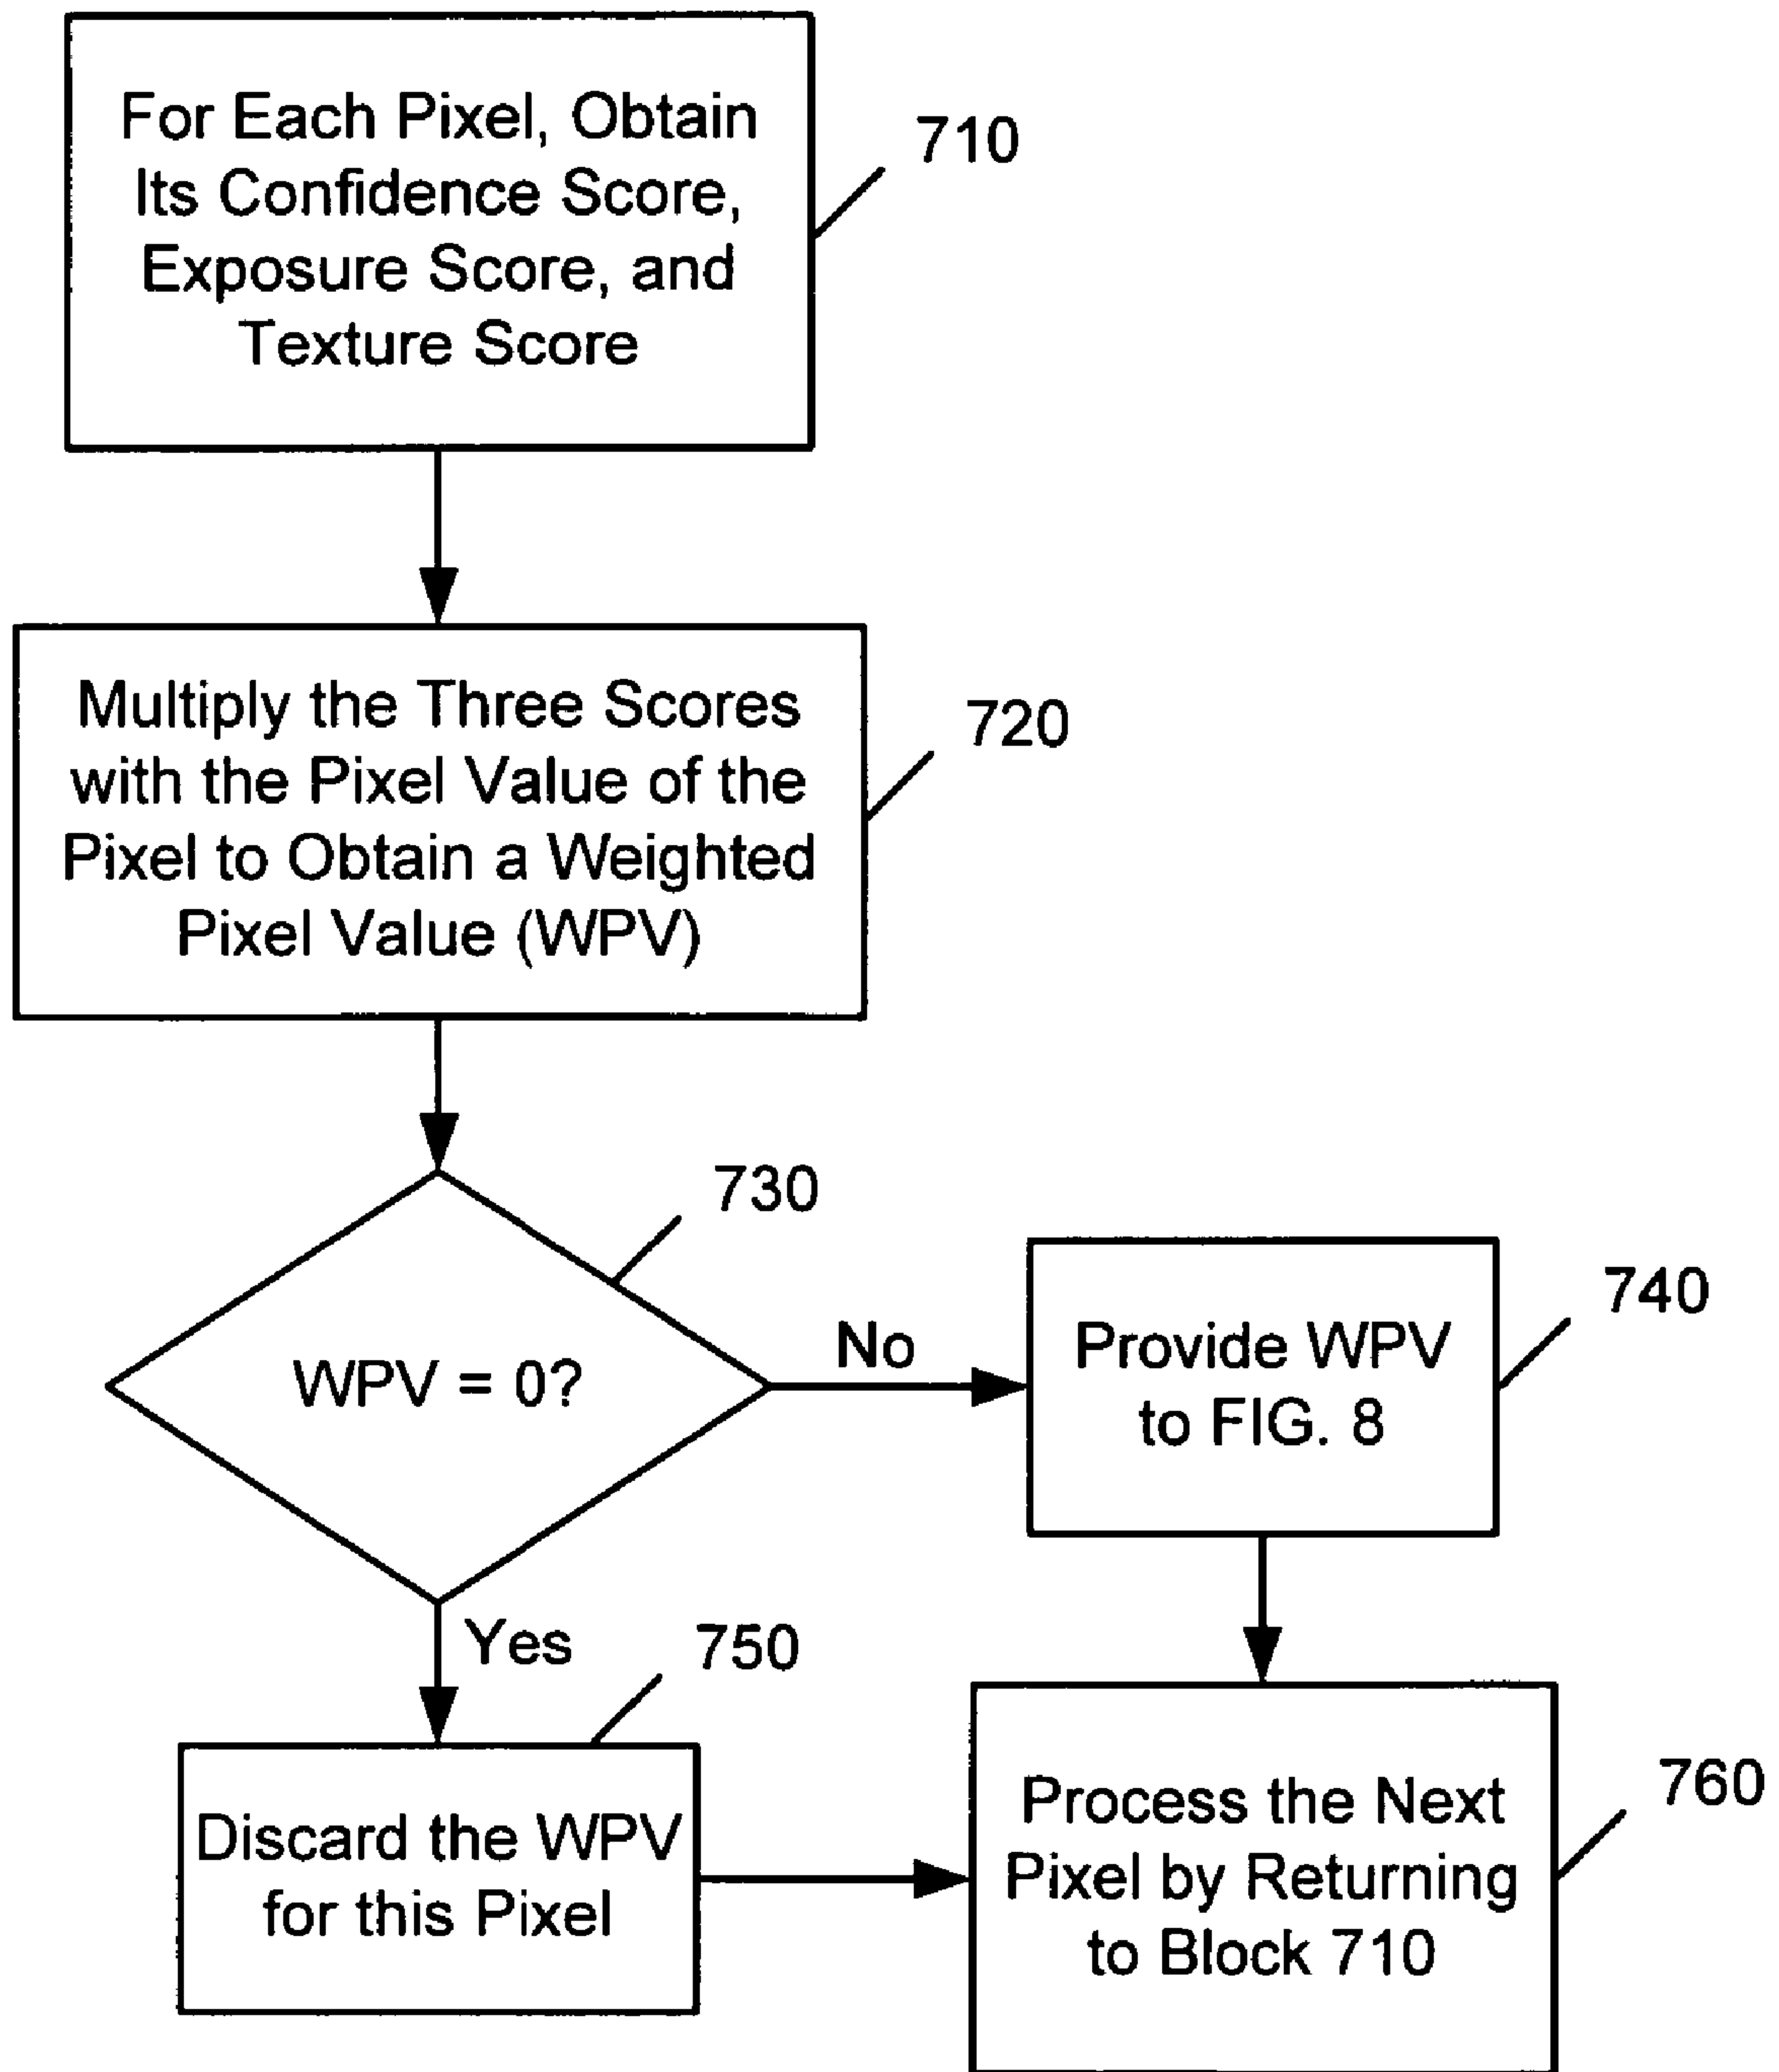 For Each Pixel, Obtain
Its Confidence Score,
Exposure Score, and
Texture Score
710
Multiply the Three Scores
with the Pixel Value of the
Pixel to Obtain a Weighted
Pixel Value (WPV)
720
730
WPV = 0?
No
Provide WPV
to FIG. 8
740
Yes
750
Discard the WPV
for this Pixel
Process the Next
Pixel by Returning
to Block 710
760